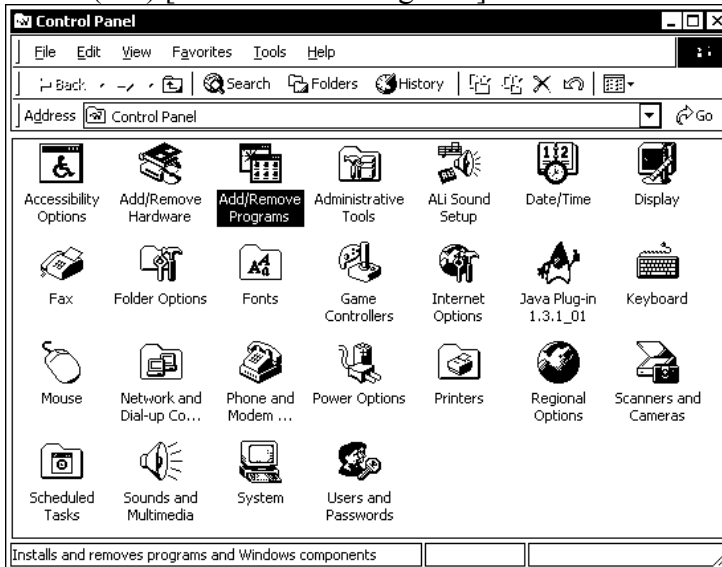 Control Panel
File Edit View Favorites Tools Help
Back Search Folders History
Address Control Panel Go
Accessibility Options
Add/Remove Hardware
Add/Remove Programs
Administrative Tools
ALi Sound Setup
Date/Time
Display
Fax
Folder Options
Fonts
Game Controllers
Internet Options
Java Plug-in 1.3.1_01
Keyboard
Mouse
Network and Dial-up Co...
Phone and Modem ...
Power Options
Printers
Regional Options
Scanners and Cameras
Scheduled Tasks
Sounds and Multimedia
System
Users and Passwords
Installs and removes programs and Windows components